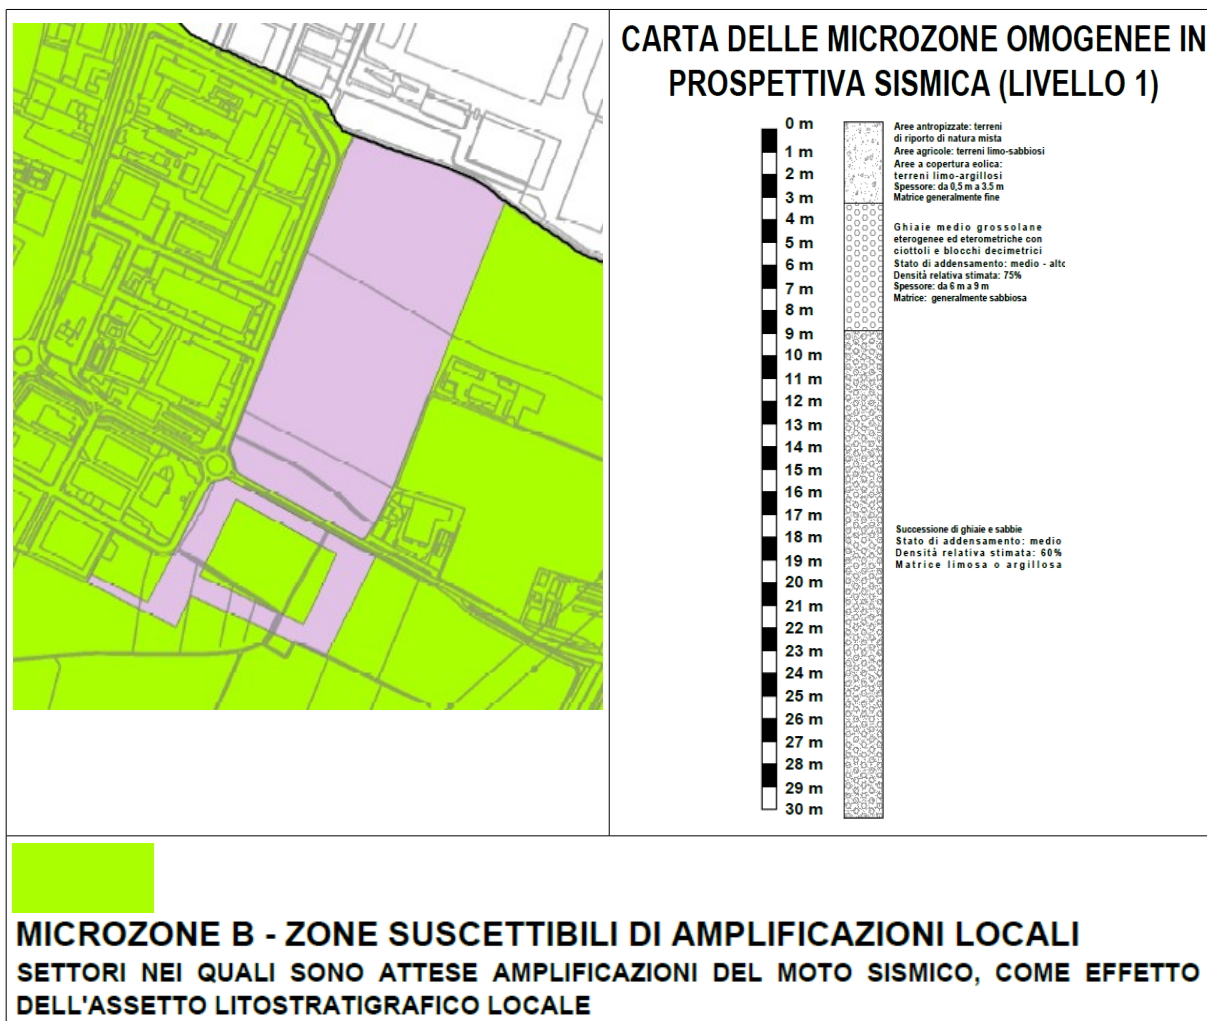 CARTA DELLE MICROZONE OMOGENEE IN
PROSPETTIVA SISMICA (LIVELLO 1)
0 m
1 m
2 m
3 m
4 m
5 m
6 m
7 m
8 m
9 m
10 m
11 m
12 m
13 m
14 m
15 m
16 m
17 m
18 m
19 m
20 m
21 m
22 m
23 m
24 m
25 m
26 m
27 m
28 m
29 m
30 m
Aree antropizzate: terreni
di riporto di natura mista
Aree agricole: terreni limo-sabbiosi
Aree a copertura eolica:
terreni limo-argillosi
Spessore: da 0,5 m a 3.5 m
Matrice generalmente fine
Ghiaie medio grossolane
eterogenee ed eterometriche con
ciottoli e blocchi decimetrici
Stato di addensamento: medio - alto
Densità relativa stimata: 75%
Spessore: da 6 m a 9 m
Matrice: generalmente sabbiosa
Successione di ghiaie e sabbie
Stato di addensamento: medio
Densità relativa stimata: 60%
Matrice limosa o argillosa
MICROZONE B - ZONE SUSCETTIBILI DI AMPLIFICAZIONI LOCALI
SETTORI NEI QUALI SONO ATTESE AMPLIFICAZIONI DEL MOTO SISMICO, COME EFFETTO
DELL'ASSETTO LITOSTRATIGRAFICO LOCALE